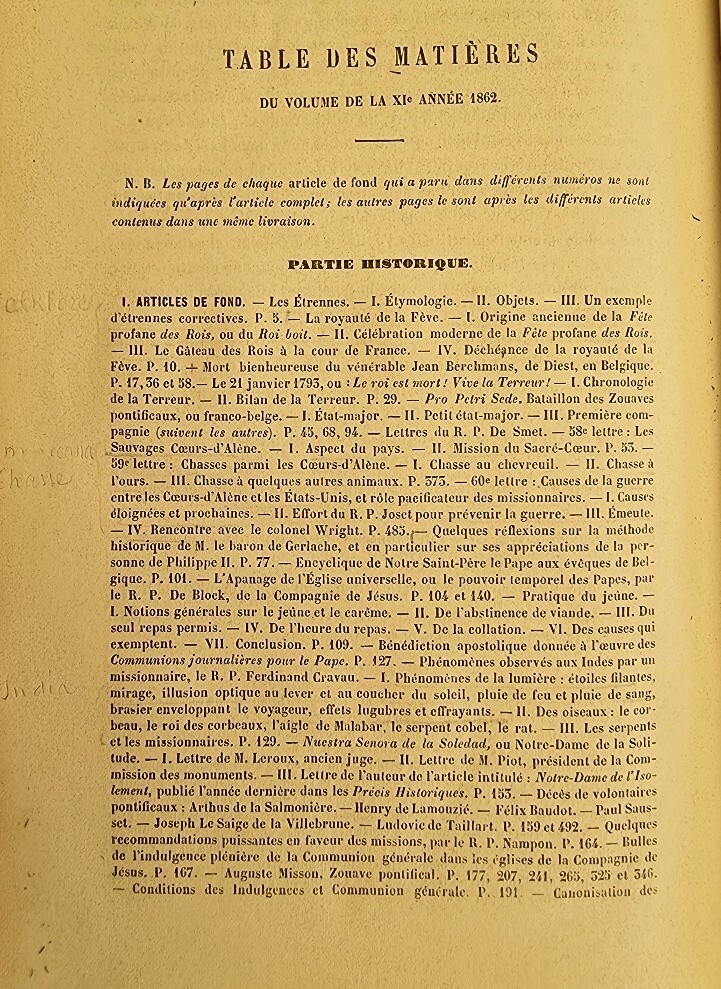 TABLE DES MATIÈRES
DU VOLUME DE LA XIe ANNÉE 1862.
N. B. Les pages de chaque article de fond qui a paru dans différents numéros ne sont
indiquées qu'après l'article complet; les autres pages le sont après les différents articles
contenus dans une même livraison.
PARTIE HISTORIQUE.
I. ARTICLES DE FOND. — Les Étrennes. — I. Étymologie. — II. Objets. — III. Un exemple
d'étrennes correctives. P. 5. — La royauté de la Fève. — I. Origine ancienne de la Fête
profane des Rois, ou du Roi boit. — II. Célébration moderne de la Fête profane des Rois.
— III. Le Gâteau des Rois à la cour de France. — IV. Déchéance de la royauté de la
Fève. P. 10. — Mort bienheureuse du vénérable Jean Berchmans, de Diest, en Belgique.
P. 17, 36 et 58. — Le 21 janvier 1793, ou : Le roi est mort! Vive la Terreur! — I. Chronologie
de la Terreur. — II. Bilan de la Terreur. P. 29. — Pro Petri Sede. Bataillon des Zouaves
pontificaux, ou franco-belge. — I. État-major. — II. Petit état-major. — III. Première com-
pagnie (suivent les autres). P. 45, 68, 94. — Lettres du R. P. De Smet. — 58e lettre : Les
Sauvages Cœurs-d'Alène. — I. Aspect du pays. — II. Mission du Sacré-Cœur. P. 53. —
59e lettre : Chasses parmi les Cœurs-d'Alène. — I. Chasse au chevreuil. — II. Chasse à
l'ours. — III. Chasse à quelques autres animaux. P. 373. — 60e lettre : Causes de la guerre
entre les Cœurs-d'Alène et les États-Unis, et rôle pacificateur des missionnaires. — I. Causes
éloignées et prochaines. — II. Effort du R. P. Joset pour prévenir la guerre. — III. Émeute.
— IV. Rencontre avec le colonel Wright. P. 485. — Quelques réflexions sur la méthode
historique de M. le baron de Gerlache, et en particulier sur ses appréciations de la per-
sonne de Philippe II. P. 77. — Encyclique de Notre Saint-Père le Pape aux évêques de Bel-
gique. P. 101. — L'Apanage de l'Église universelle, ou le pouvoir temporel des Papes, par
le R. P. De Block, de la Compagnie de Jésus. P. 104 et 140. — Pratique du jeûne. —
I. Notions générales sur le jeûne et le carême. — II. De l'abstinence de viande. — III. Du
seul repas permis. — IV. De l'heure du repas. — V. De la collation. — VI. Des causes qui
exemptent. — VII. Conclusion. P. 109. — Bénédiction apostolique donnée à l'œuvre des
Communions journalières pour le Pape. P. 127. — Phénomènes observés aux Indes par un
missionnaire, le R. P. Ferdinand Cravau. — I. Phénomènes de la lumière : étoiles filantes,
India mirage, illusion optique au lever et au coucher du soleil, pluie de feu et pluie de sang,
brasier enveloppant le voyageur, effets lugubres et effrayants. — II. Des oiseaux : le cor-
beau, le roi des corbeaux, l'aigle de Malabar, le serpent cobel, le rat. — III. Les serpents
et les missionnaires. P. 129. — Nuestra Senora de la Soledad, ou Notre-Dame de la Soli-
tude. — I. Lettre de M. Leroux, ancien juge. — II. Lettre de M. Piot, président de la Com-
mission des monuments. — III. Lettre de l'auteur de l'article intitulé : Notre-Dame de l'Iso-
lement, publié l'année dernière dans les Précis Historiques. P. 153. — Décès de volontaires
pontificaux : Arthus de la Salmonière. — Henry de Lamouzié. — Félix Baudot. — Paul Saus-
set. — Joseph Le Saige de la Villebrune. — Ludovic de Taillart. P. 159 et 492. — Quelques
recommandations puissantes en faveur des missions, par le R. P. Nampon. P. 164. — Bulles
de l'indulgence plénière de la Communion générale dans les églises de la Compagnie de
Jésus. P. 167. — Auguste Misson, Zouave pontifical. P. 177, 207, 241, 265, 325 et 346.
— Conditions des Indulgences et Communion générale. P. 191. — Canonisation des